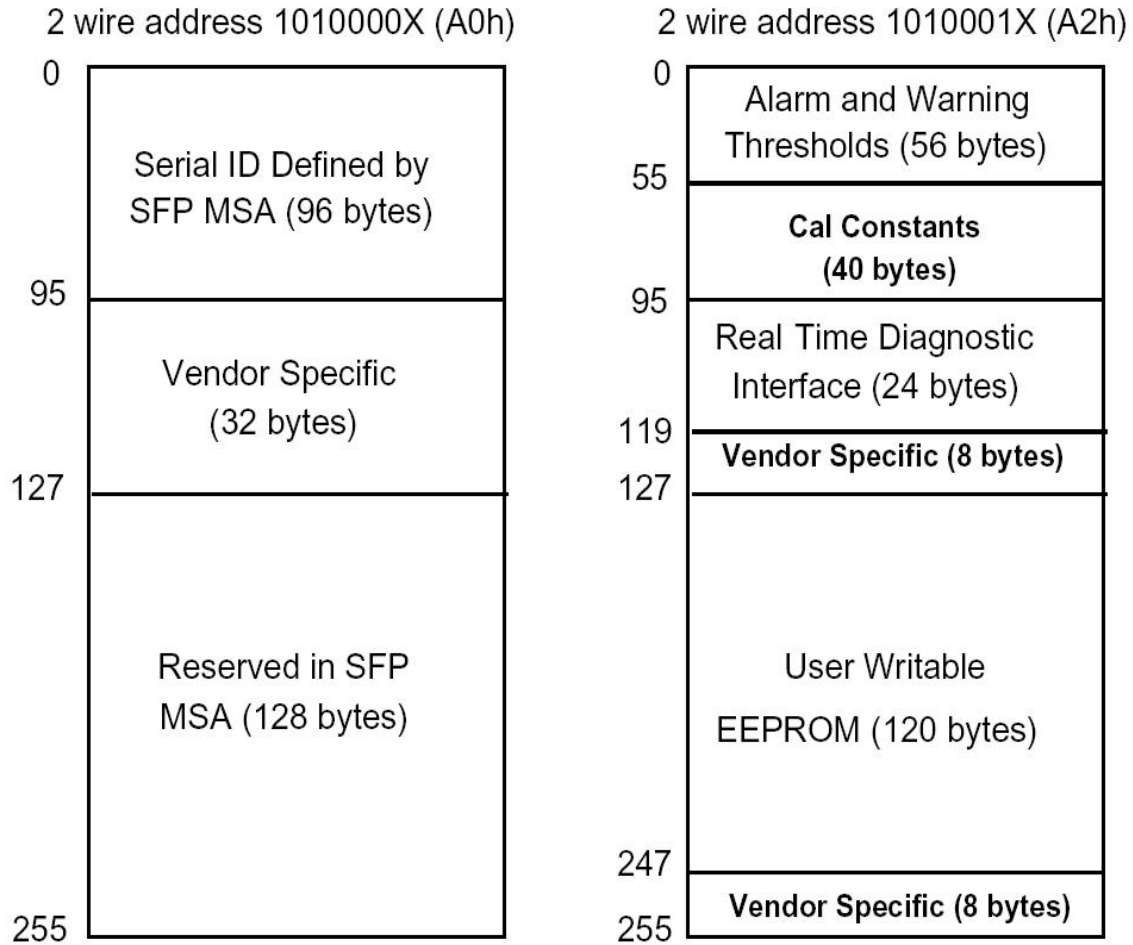 2 wire address 1010000X (A0h)
0
Serial ID Defined by
SFP MSA (96 bytes)
95
Vendor Specific
(32 bytes)
127
Reserved in SFP
MSA (128 bytes)
255
2 wire address 1010001X (A2h)
0
Alarm and Warning
Thresholds (56 bytes)
55
Cal Constants
(40 bytes)
95
Real Time Diagnostic
Interface (24 bytes)
119
Vendor Specific (8 bytes)
127
User Writable
EEPROM (120 bytes)
247
Vendor Specific (8 bytes)
255